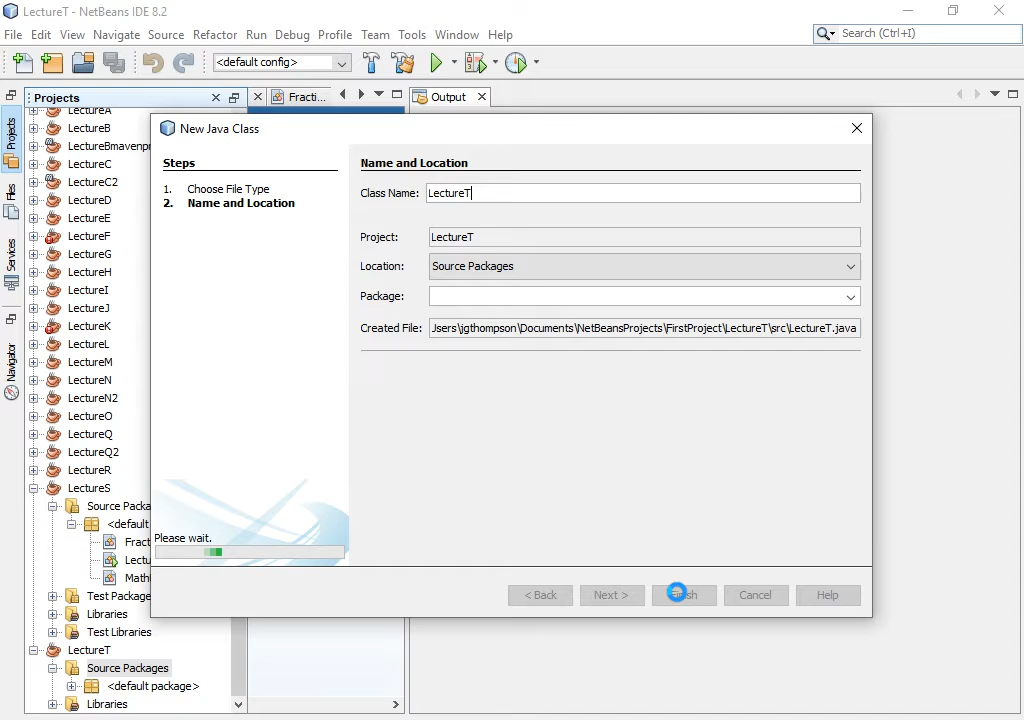 LectureT - NetBeans IDE 8.2
File Edit View Navigate Source Refactor Run Debug Profile Team Tools Window Help
Search (Ctrl+I)
<default config>
Projects
Fracti...
Output
Projects
Files
Services
Navigator
LectureA
LectureB
LectureBmavenpr
LectureC
LectureC2
LectureD
LectureE
LectureF
LectureG
LectureH
LectureI
LectureJ
LectureK
LectureL
LectureM
LectureN
LectureN2
LectureO
LectureQ
LectureQ2
LectureR
LectureS
Source Packa
<default
Fract
Lectu
Math
Test Package
Libraries
Test Libraries
LectureT
Source Packages
<default package>
Libraries
New Java Class
Steps
1. Choose File Type
2. Name and Location
Please wait.
Name and Location
Class Name: LectureT
Project: LectureT
Location: Source Packages
Package:
Created File: Jsers\jgthompson\Documents\NetBeansProjects\FirstProject\LectureT\src\LectureT.java
< Back Next > Finish Cancel Help